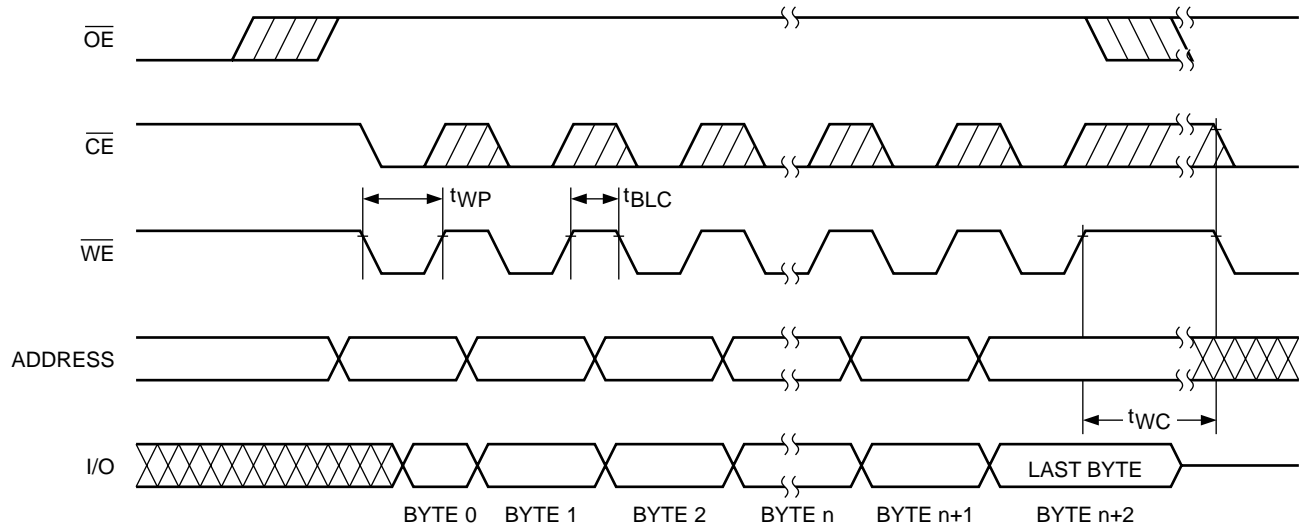 OE
CE
tWP
tBLC
WE
ADDRESS
tWC
I/O
LAST BYTE
BYTE 0 BYTE 1 BYTE 2 BYTE n BYTE n+1 BYTE n+2